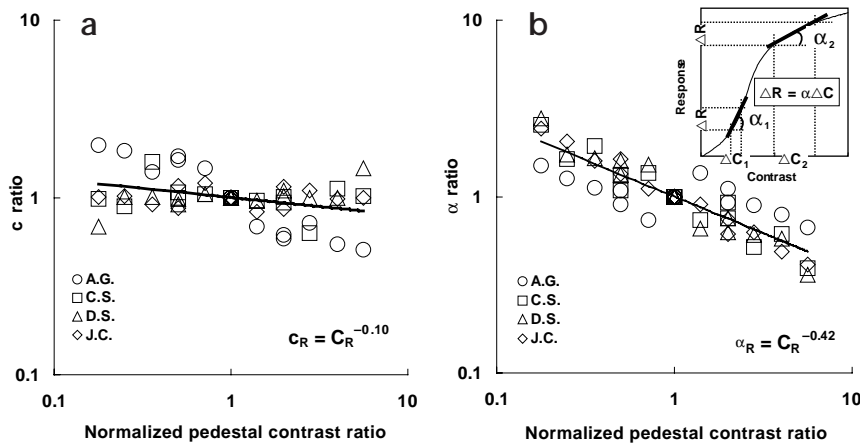 a
10
1
0.1
c ratio
A.G.
C.S.
D.S.
J.C.
c_R = C_R^−0.10
0.1
1
10
Normalized pedestal contrast ratio
b
10
1
0.1
α ratio
A.G.
C.S.
D.S.
J.C.
α_R = C_R^−0.42
0.1
1
10
Normalized pedestal contrast ratio
Response
△R
△R
α₂
α₁
△R = α△C
△C₁
△C₂
Contrast